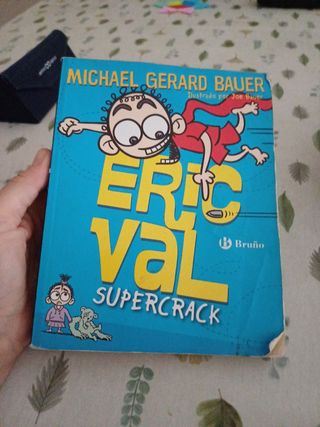 MICHAEL GERARD BAUER
Ilustrado por Joe Bauer
ERIC
VAL
Bruño
SUPERCRACK